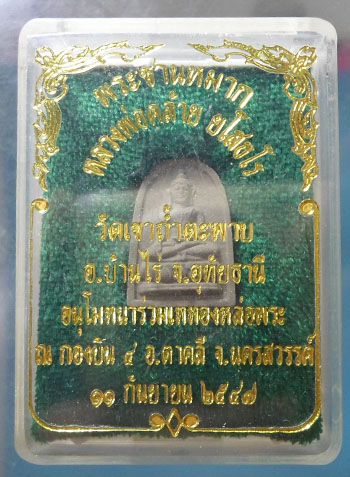 พระชานหมาก
หลวงพ่อคล้าย ยโสธโร
วัดเขาถ้ำตะพาบ
อ.บ้านไร่ จ.อุทัยธานี
อนุโมทนาร่วมเททองหล่อพระ
ณ กองบิน ๔ อ.ตาคลี จ.นครสวรรค์
๑๑ กันยายน ๒๕๔๗